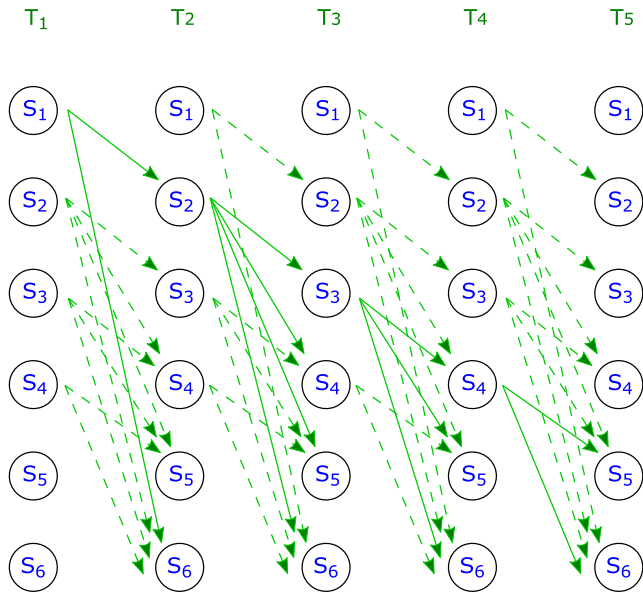 T1 T2 T3 T4 T5
S1 S1 S1 S1 S1
S2 S2 S2 S2 S2
S3 S3 S3 S3 S3
S4 S4 S4 S4 S4
S5 S5 S5 S5 S5
S6 S6 S6 S6 S6